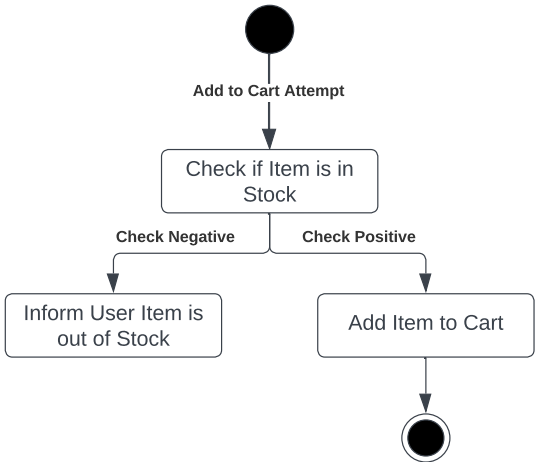 Add to Cart Attempt
Check if Item is in
Stock
Check Negative
Check Positive
Inform User Item is
out of Stock
Add Item to Cart